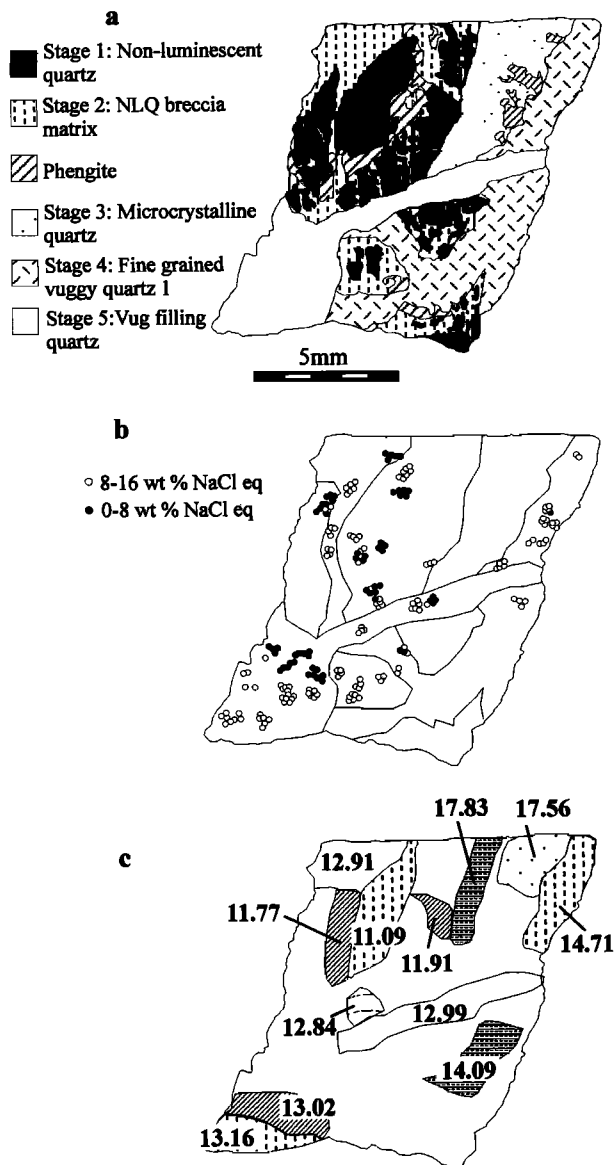 a
Stage 1: Non-luminescent
quartz
Stage 2: NLQ breccia
matrix
Phengite
Stage 3: Microcrystalline
quartz
Stage 4: Fine grained
vuggy quartz 1
Stage 5:Vug filling
quartz
5mm
b
8-16 wt % NaCl eq
0-8 wt % NaCl eq
c
17.83
17.56
12.91
11.77
11.09
11.91
14.71
12.84
12.99
14.09
13.02
13.16